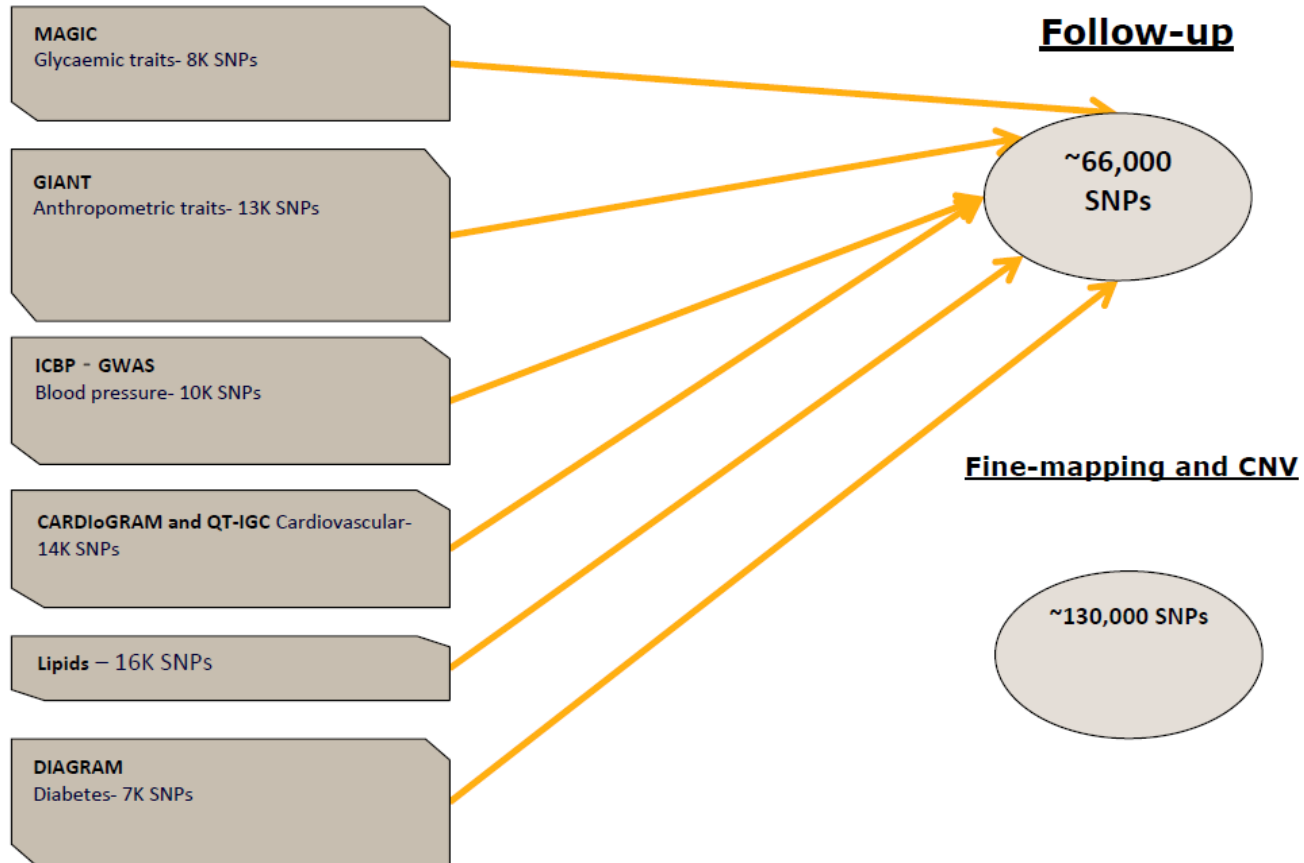 MAGIC
Glycaemic traits- 8K SNPs
GIANT
Anthropometric traits- 13K SNPs
ICBP - GWAS
Blood pressure- 10K SNPs
CARDIoGRAM and QT-IGC Cardiovascular-
14K SNPs
Lipids – 16K SNPs
DIAGRAM
Diabetes- 7K SNPs
Follow-up
~66,000
SNPs
Fine-mapping and CNV
~130,000 SNPs